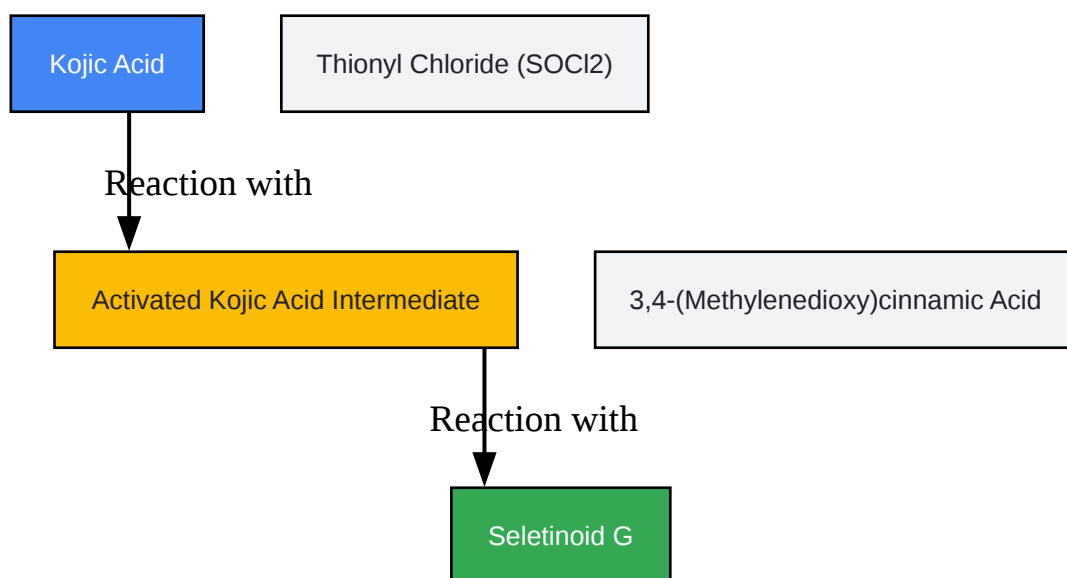 Kojic Acid
Thionyl Chloride (SOCl2)
Reaction with
Activated Kojic Acid Intermediate
3,4-(Methylenedioxy)cinnamic Acid
Reaction with
Seletinoid G